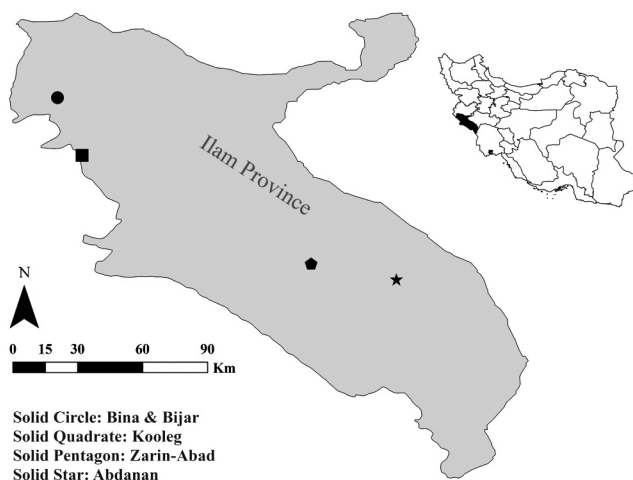 Ilam Province
N
0 15 30 60 90
Km
Solid Circle: Bina & Bijar
Solid Quadrate: Kooleg
Solid Pentagon: Zarin-Abad
Solid Star: Abdanan